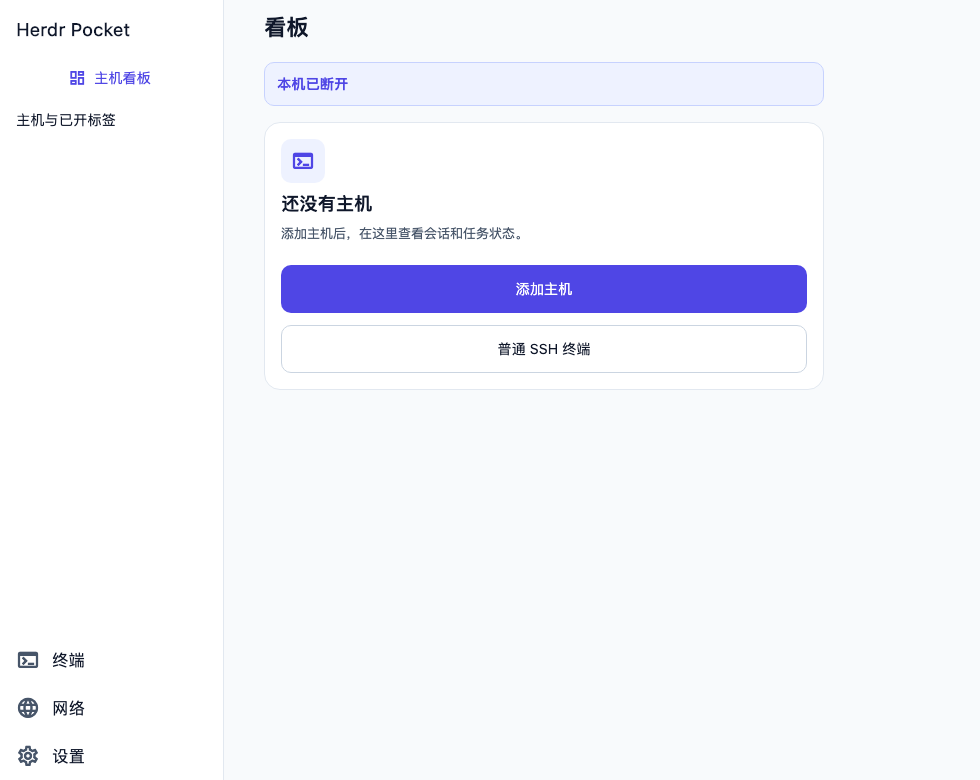 Herdr Pocket
主机看板
主机与已开标签
终端
网络
设置
看板
本机已断开
还没有主机
添加主机后，在这里查看会话和任务状态。
添加主机
普通 SSH 终端